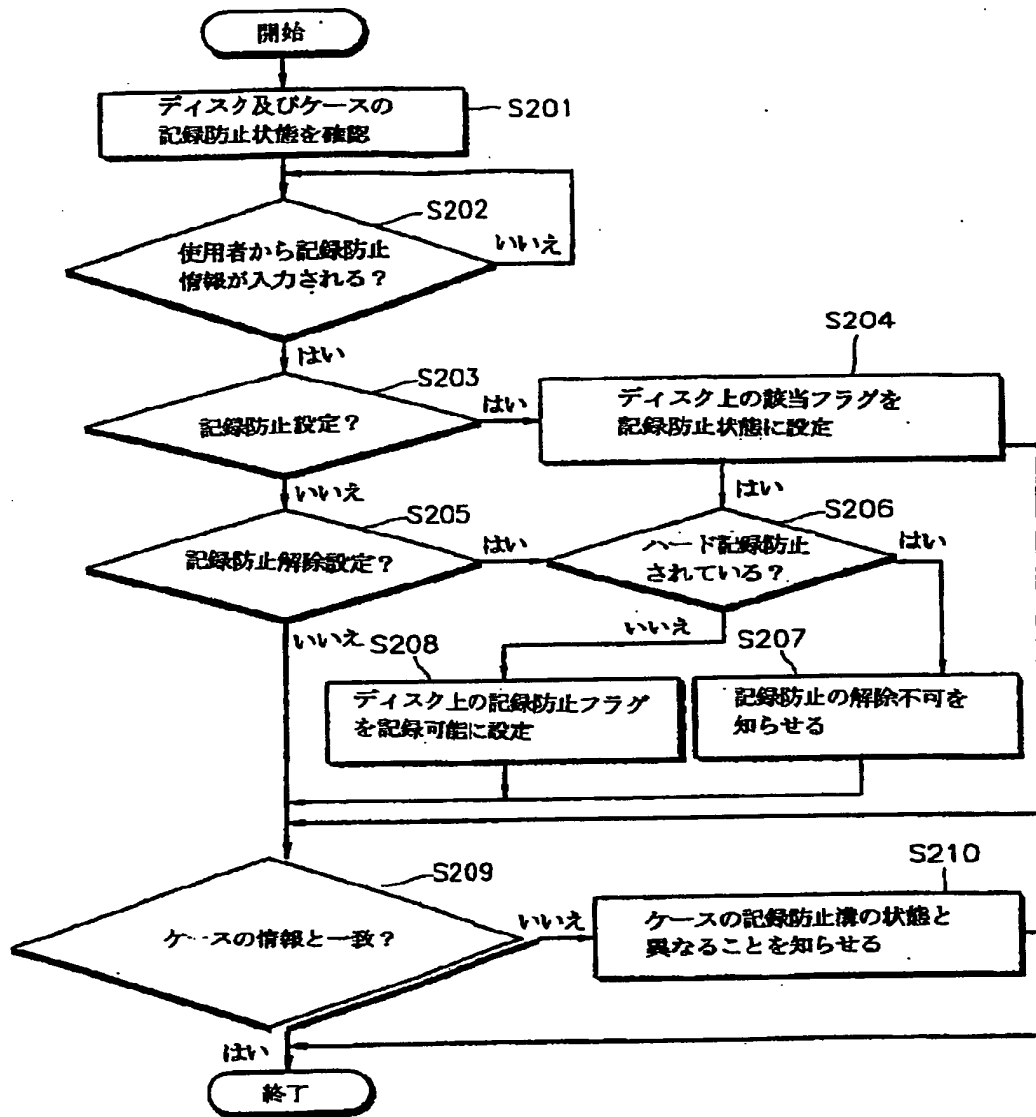 開始
ディスク及びケースの
記録防止状態を確認
S201
S202
使用者から記録防止
情報が入力される?
いいえ
はい
S203
記録防止設定?
はい
S204
ディスク上の該当フラグを
記録防止状態に設定
いいえ
はい
S205
記録防止解除設定?
はい
S206
ハード記録防止
されている?
はい
いいえ
いいえ
S208
ディスク上の記録防止フラグ
を記録可能に設定
S207
記録防止の解除不可を
知らせる
S209
ケースの情報と一致?
いいえ
S210
ケースの記録防止溝の状態と
異なることを知らせる
はい
終了